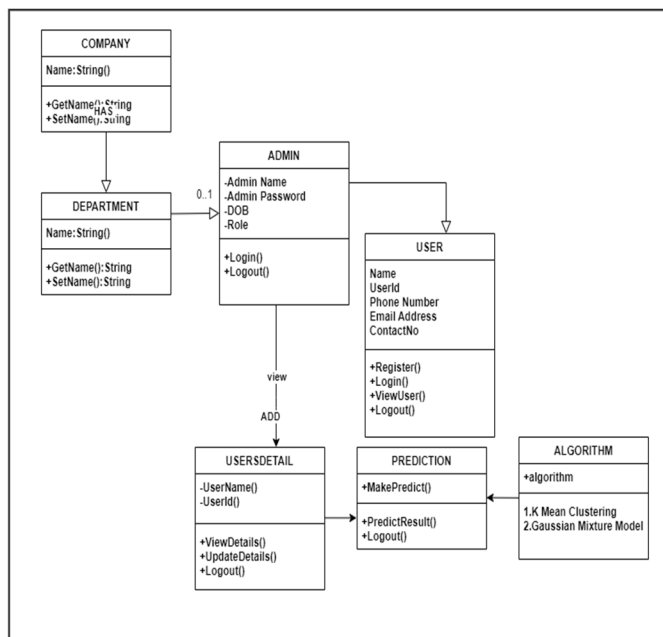 COMPANY
Name:String()
+GetName():String
HAS
+SetName():String
ADMIN
-Admin Name
-Admin Password
-DOB
-Role
+Login()
+Logout()
0..1
DEPARTMENT
Name:String()
+GetName():String
+SetName():String
USER
Name
UserId
Phone Number
Email Address
ContactNo
+Register()
+Login()
+ViewUser()
+Logout()
view
ADD
USERSDETAIL
-UserName()
-UserId()
+ViewDetails()
+UpdateDetails()
+Logout()
PREDICTION
+MakePredict()
+PredictResult()
+Logout()
ALGORITHM
+algorithm
1.K Mean Clustering
2.Gaussian Mixture Model